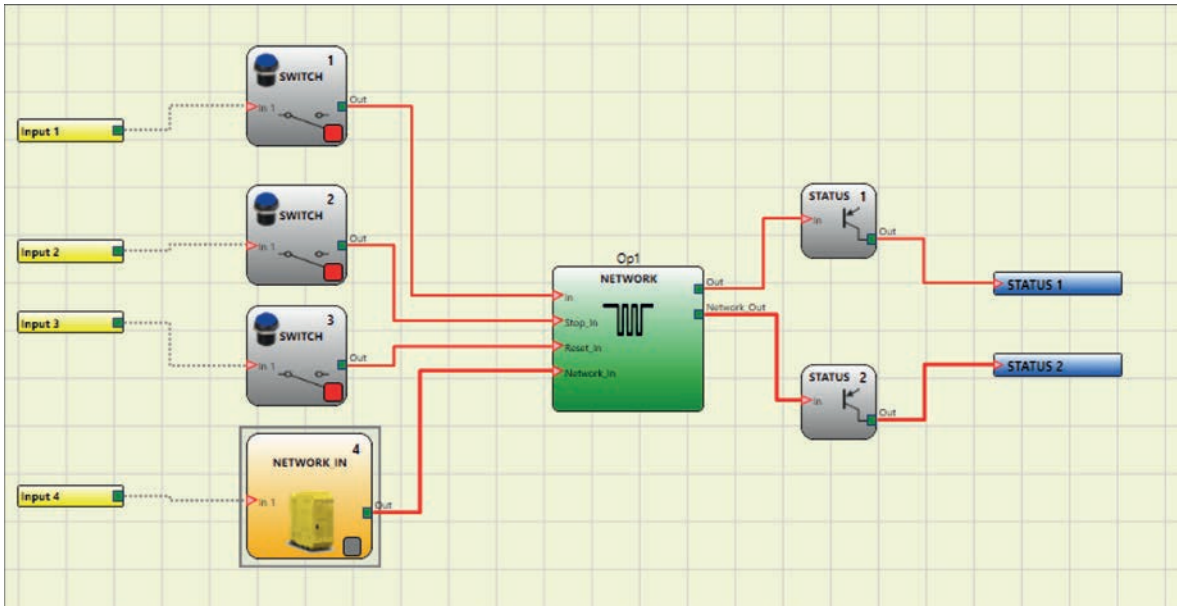 1
SWITCH
In 1
Out
Input 1
2
SWITCH
In 1
Out
Input 2
Input 3
3
SWITCH
In 1
Out
4
NETWORK_IN
In 1
Out
Input 4
Op1
NETWORK
In
Stop_In
Reset_In
Network_In
Out
Network_Out
STATUS 1
In
Out
STATUS 1
STATUS 2
In
Out
STATUS 2